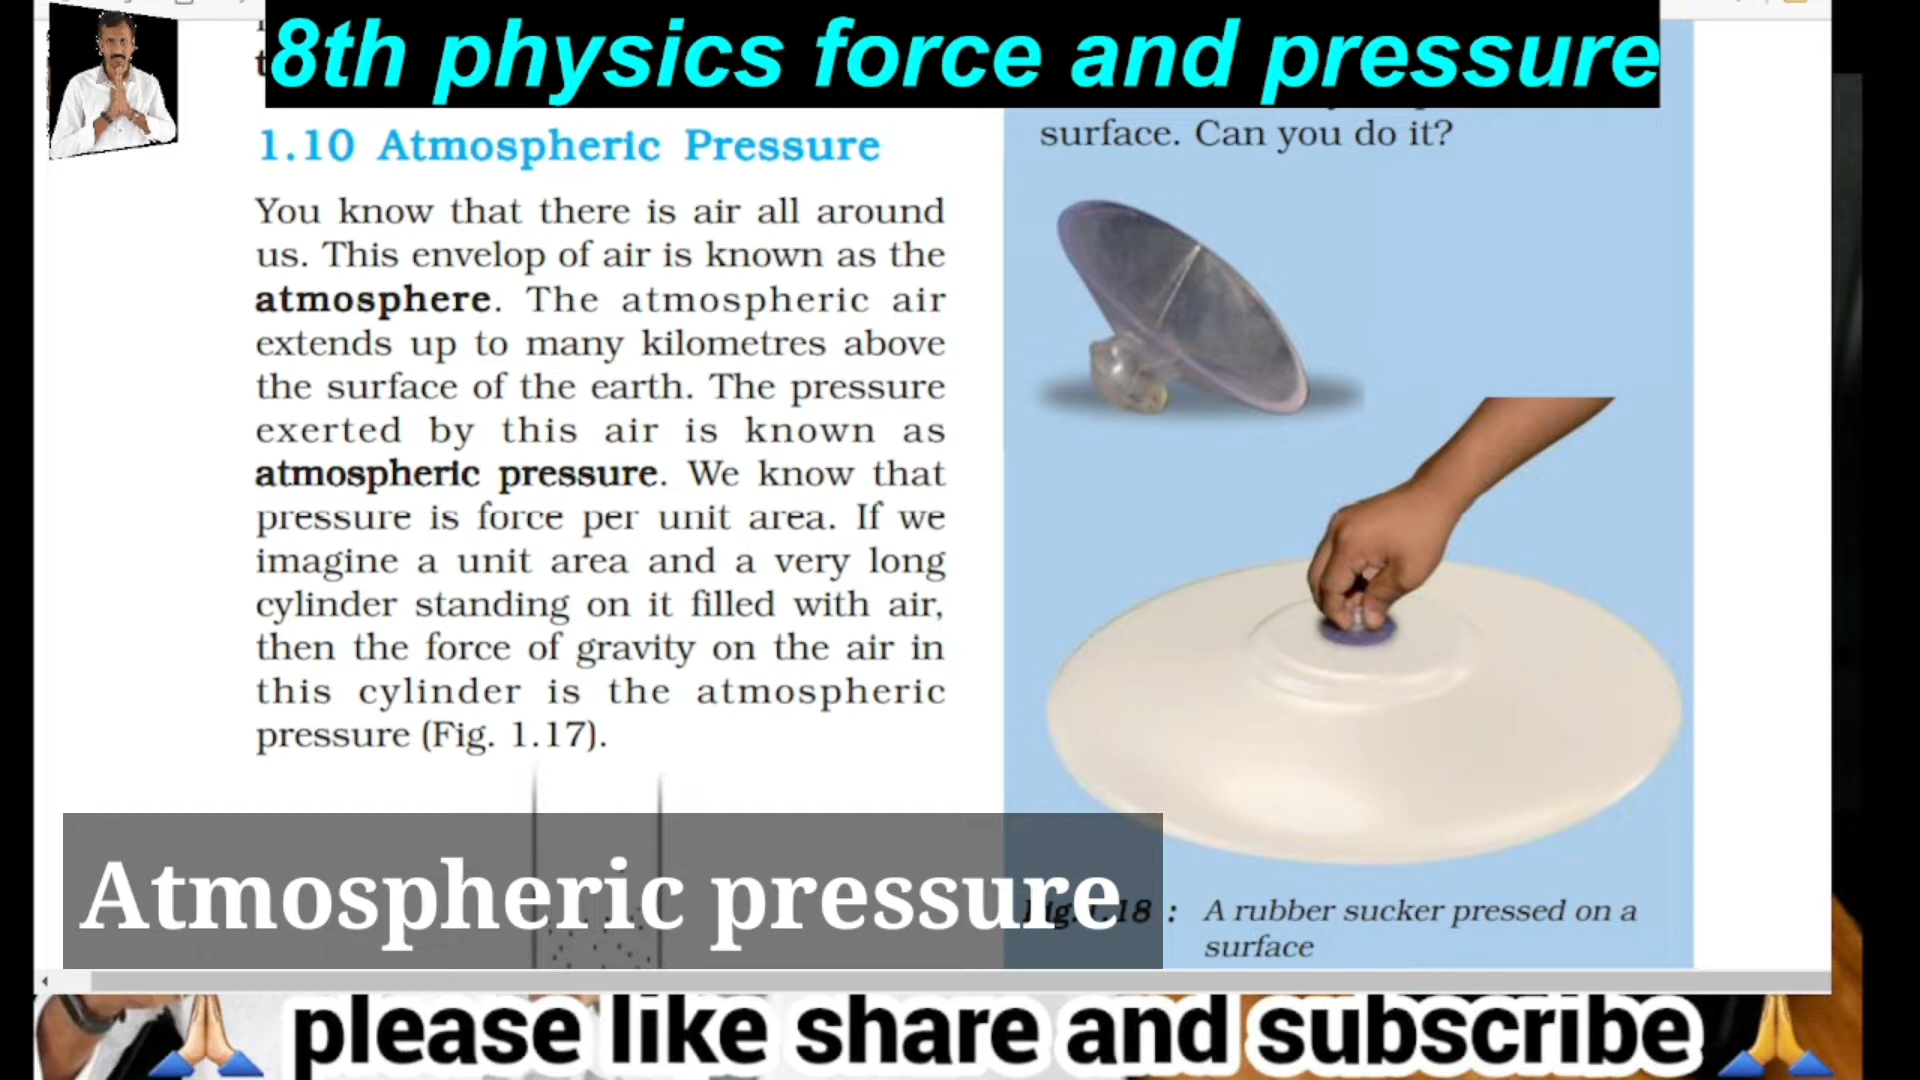 8th physics force and pressure
1.10 Atmospheric Pressure
You know that there is air all around
us. This envelop of air is known as the
atmosphere. The atmospheric air
extends up to many kilometres above
the surface of the earth. The pressure
exerted by this air is known as
atmospheric pressure. We know that
pressure is force per unit area. If we
imagine a unit area and a very long
cylinder standing on it filled with air,
then the force of gravity on the air in
this cylinder is the atmospheric
pressure (Fig. 1.17).
surface. Can you do it?
Fig. 1.18 : A rubber sucker pressed on a
surface
Atmospheric pressure
please like share and subscribe